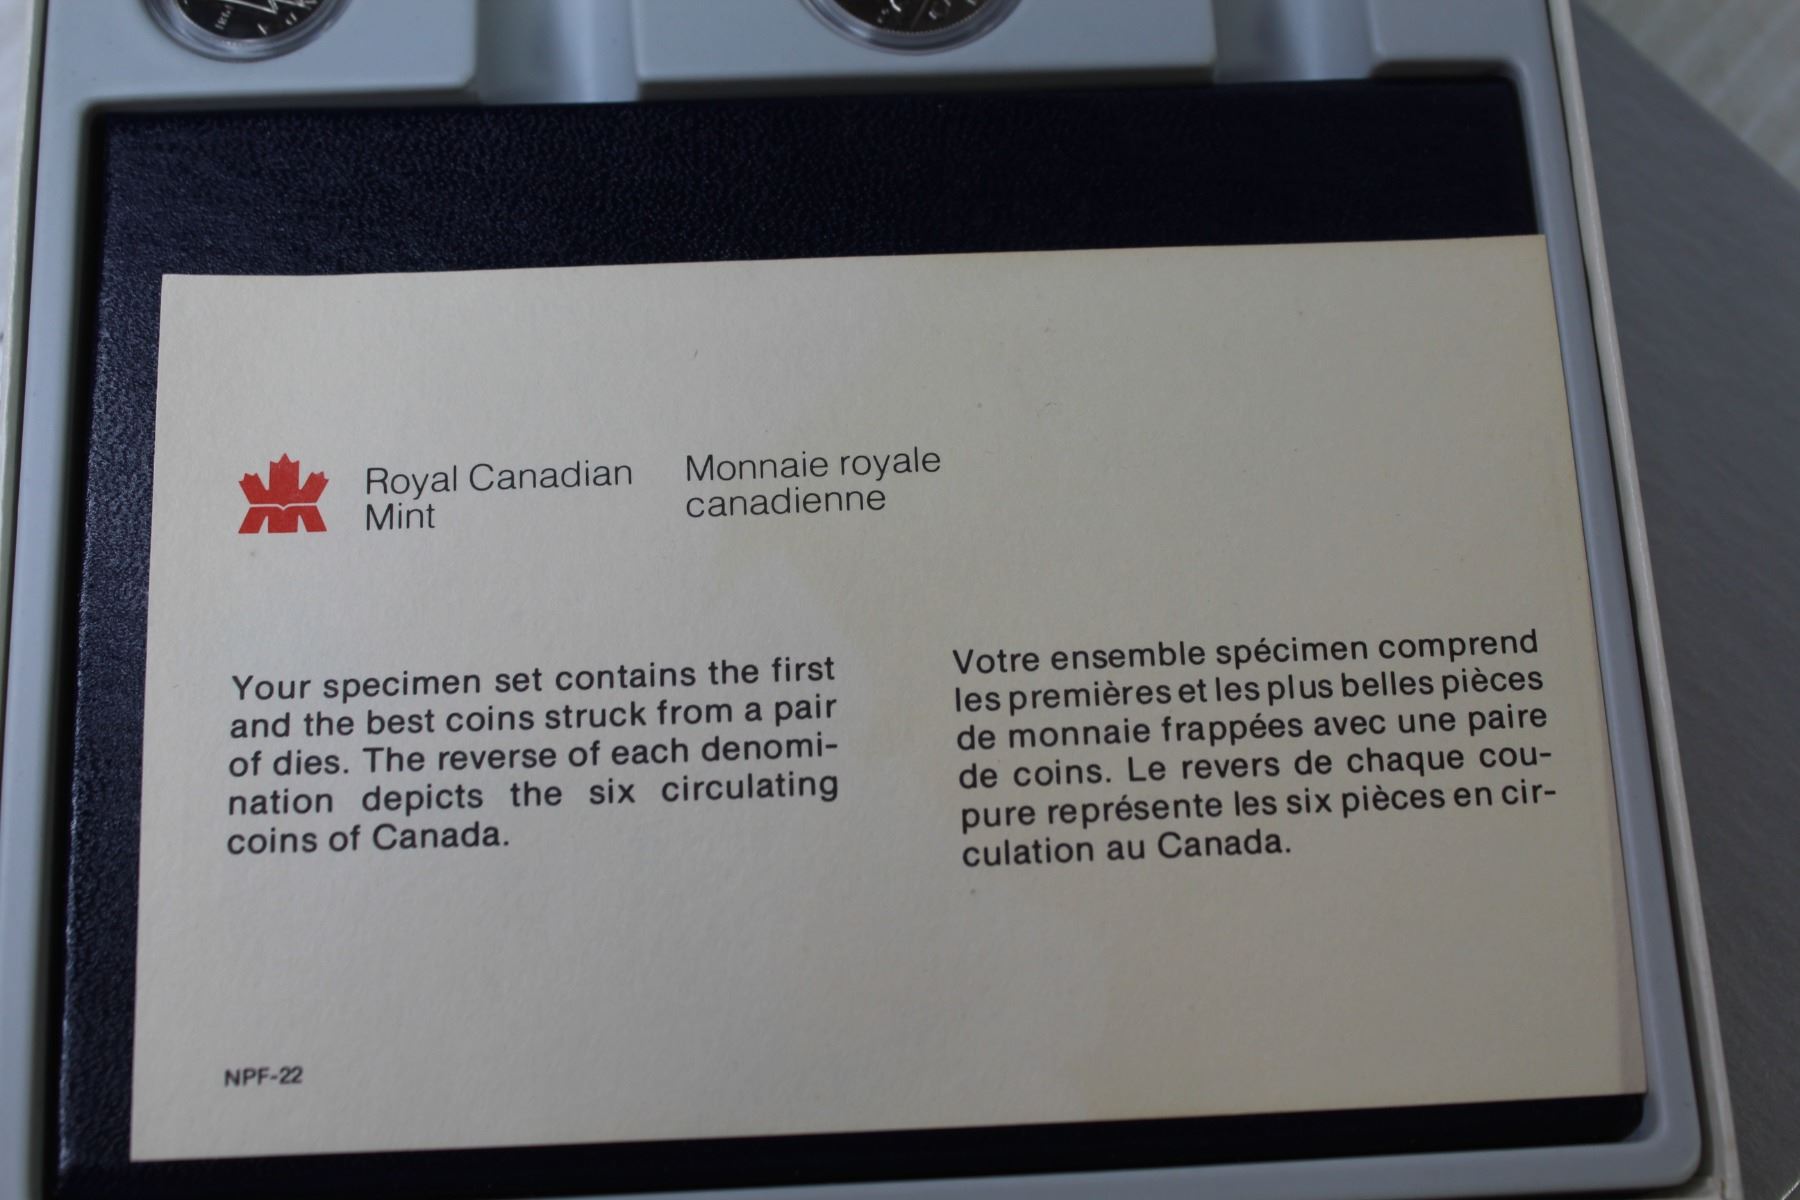 Royal Canadian
Mint
Monnaie royale
canadienne
Your specimen set contains the first
and the best coins struck from a pair
of dies. The reverse of each denomi-
nation depicts the six circulating
coins of Canada.
Votre ensemble spécimen comprend
les premières et les plus belles pièces
de monnaie frappées avec une paire
de coins. Le revers de chaque cou-
pure représente les six pièces en cir-
culation au Canada.
NPF-22